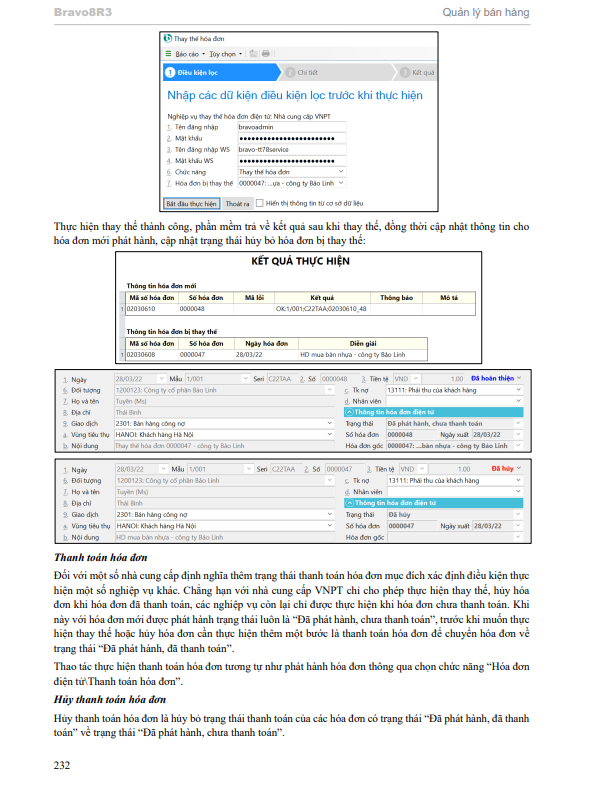 Bravo8R3 Quản lý bán hàng
Thay thế hóa đơn
Báo cáo Tùy chọn
1 Điều kiện lọc 2 Chi tiết 3 Kết quả
Nhập các dữ kiện điều kiện lọc trước khi thực hiện
Nghiệp vụ thay thế hóa đơn điện tử: Nhà cung cấp VNPT
1. Tên đăng nhập bravoadmin
2. Mật khẩu
3. Tên đăng nhập WS bravo-tt78service
4. Mật khẩu WS
6. Chức năng Thay thế hóa đơn
7. Hóa đơn bị thay thế 0000047: ...ựa - công ty Bảo Linh
Bắt đầu thực hiện Thoát ra Hiển thị thông tin từ cơ sở dữ liệu
Thực hiện thay thế thành công, phần mềm trả về kết quả sau khi thay thế, đồng thời cập nhật thông tin cho
hóa đơn mới phát hành, cập nhật trạng thái hủy bỏ hóa đơn bị thay thế:
KẾT QUẢ THỰC HIỆN
Thông tin hóa đơn mới
Mã số hóa đơn Số hóa đơn Mã lỗi Kết quả Thông báo Mô tả
1 02030610 0000048 OK:1/001;C22TAA;02030610_48
Thông tin hóa đơn bị thay thế
Mã số hóa đơn Số hóa đơn Ngày hóa đơn Diễn giải
1 02030608 0000047 28/03/22 HD mua bán nhựa - công ty Bảo Linh
1. Ngày 28/03/22 Mẫu 1/001 Seri C22TAA 2. Số 0000048 3. Tiền tệ VND 1.00 Đã hoàn thiện
6. Đối tượng 1200123: Công ty cổ phần Bảo Linh c. Tk nợ 13111: Phải thu của khách hàng
7. Họ và tên Tuyên (Ms) d. Nhân viên
8. Địa chỉ Thái Bình Thông tin hóa đơn điện tử
9. Giao dịch 2301: Bán hàng công nợ Trạng thái Đã phát hành, chưa thanh toán
a. Vùng tiêu thụ HANOI: Khách hàng Hà Nội Số hóa đơn 0000048 Ngày xuất 28/03/22
b. Nội dung Thay thế hóa đơn 0000047 - công ty Bảo Linh Hóa đơn gốc 0000047: ...bán nhựa - công ty Bảo Linh
1. Ngày 28/03/22 Mẫu 1/001 Seri C22TAA 2. Số 0000047 3. Tiền tệ VND 1.00 Đã hủy
6. Đối tượng 1200123: Công ty cổ phần Bảo Linh c. Tk nợ 13111: Phải thu của khách hàng
7. Họ và tên Tuyên (Ms) d. Nhân viên
8. Địa chỉ Thái Bình Thông tin hóa đơn điện tử
9. Giao dịch 2301: Bán hàng công nợ Trạng thái Đã hủy
a. Vùng tiêu thụ HANOI: Khách hàng Hà Nội Số hóa đơn 0000047 Ngày xuất 28/03/22
b. Nội dung HD mua bán nhựa - công ty Bảo Linh Hóa đơn gốc
Thanh toán hóa đơn
Đối với một số nhà cung cấp định nghĩa thêm trạng thái thanh toán hóa đơn mục đích xác định điều kiện thực
hiện một số nghiệp vụ khác. Chẳng hạn với nhà cung cấp VNPT chỉ cho phép thực hiện thay thế, hủy hóa
đơn khi hóa đơn đã thanh toán, các nghiệp vụ còn lại chỉ được thực hiện khi hóa đơn chưa thanh toán. Khi
này với hóa đơn mới được phát hành trạng thái luôn là “Đã phát hành, chưa thanh toán”, trước khi muốn thực
hiện thay thế hoặc hủy hóa đơn cần thực hiện thêm một bước là thanh toán hóa đơn để chuyển hóa đơn về
trạng thái “Đã phát hành, đã thanh toán”.
Thao tác thực hiện thanh toán hóa đơn tương tự như phát hành hóa đơn thông qua chọn chức năng “Hóa đơn
điện tử\Thanh toán hóa đơn”.
Hủy thanh toán hóa đơn
Hủy thanh toán hóa đơn là hủy bỏ trạng thái thanh toán của các hóa đơn có trạng thái “Đã phát hành, đã thanh
toán” về trạng thái “Đã phát hành, chưa thanh toán”.
232